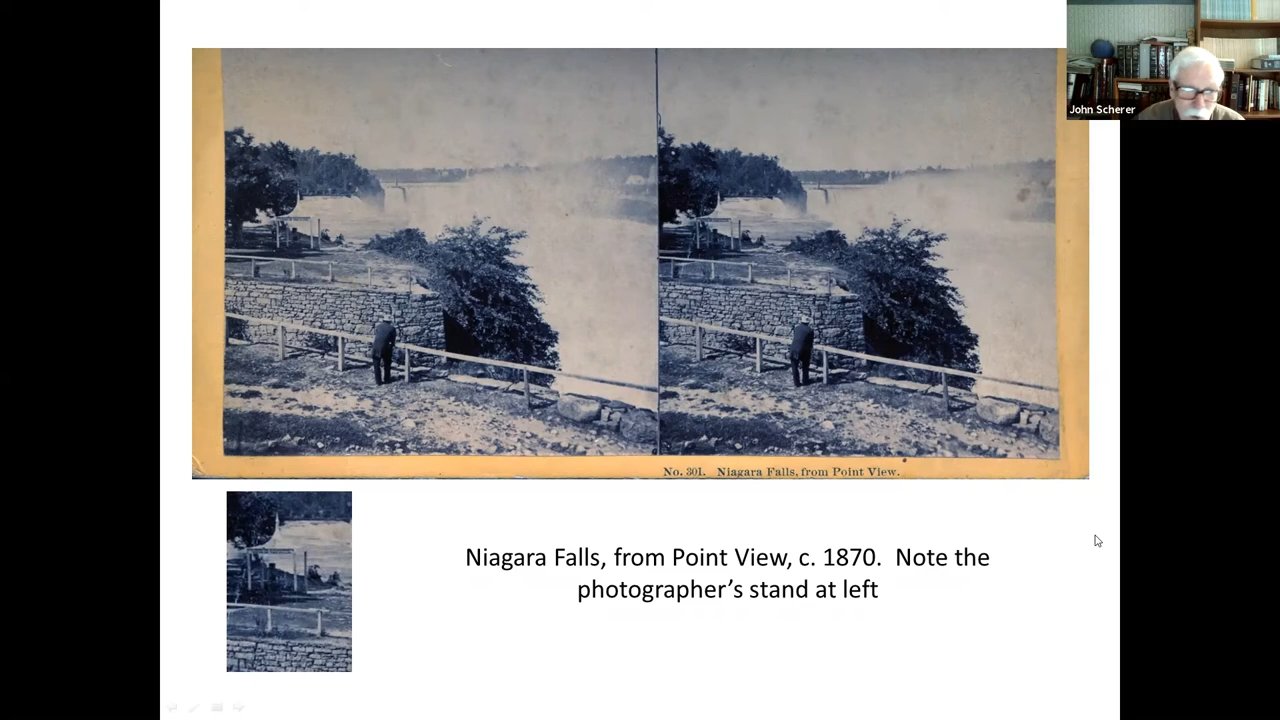 John Scherer
No. 301. Niagara Falls, from Point View.
Niagara Falls, from Point View, c. 1870.  Note the
photographer’s stand at left